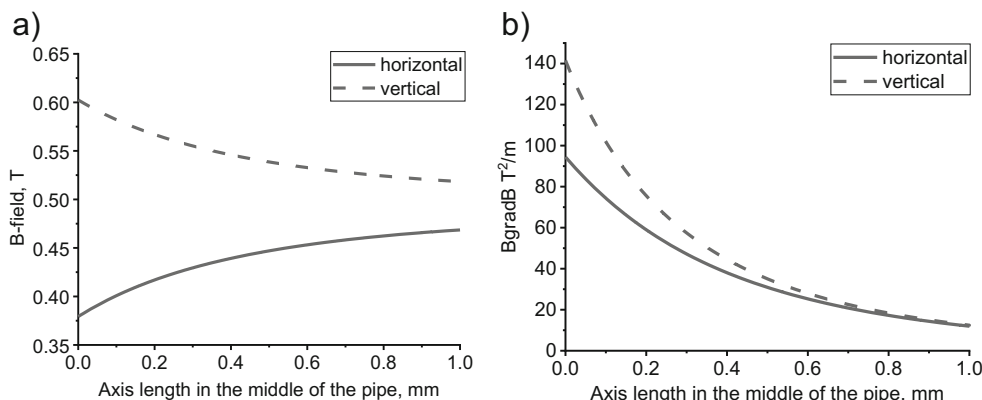 a)
0.65
0.60
0.55
0.50
0.45
0.40
0.35
B-field, T
horizontal
vertical
0.0 0.2 0.4 0.6 0.8 1.0
Axis length in the middle of the pipe, mm
b)
140
120
100
80
60
40
20
0
BgradB T²/m
horizontal
vertical
0.0 0.2 0.4 0.6 0.8 1.0
Axis length in the middle of the pipe, mm